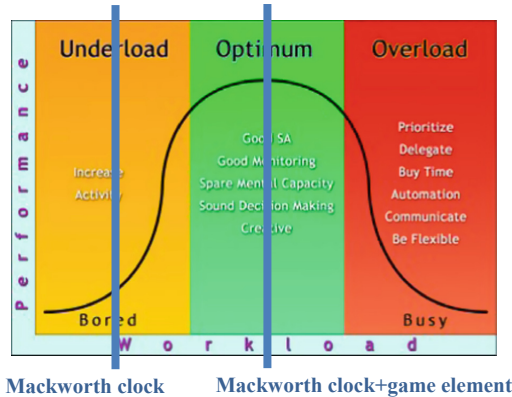 Underload Optimum Overload
Performance
Increase
Activity
Good SA
Good Monitoring
Spare Mental Capacity
Sound Decision Making
Creative
Prioritize
Delegate
Buy Time
Automation
Communicate
Be Flexible
Bored
Busy
Workload
Mackworth clock
Mackworth clock+game element